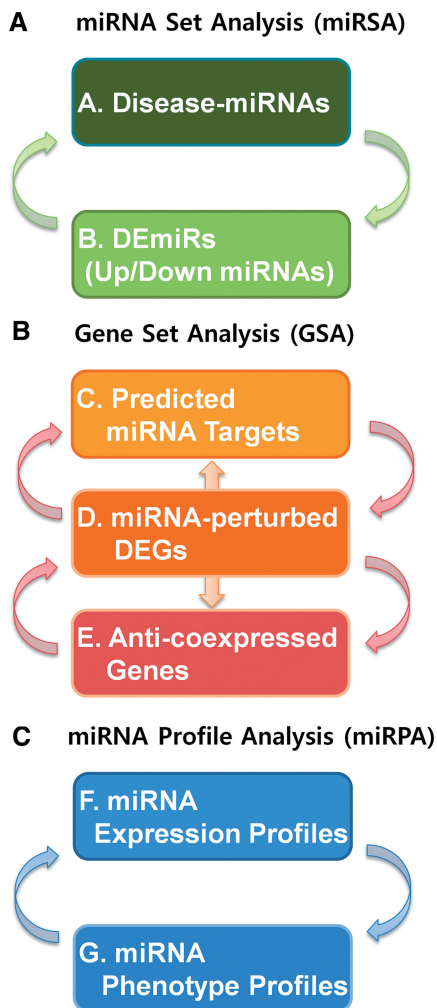 A miRNA Set Analysis (miRSA)
A. Disease-miRNAs
B. DEmiRs
(Up/Down miRNAs)
B Gene Set Analysis (GSA)
C. Predicted
miRNA Targets
D. miRNA-perturbed
DEGs
E. Anti-coexpressed
Genes
C miRNA Profile Analysis (miRPA)
F. miRNA
Expression Profiles
G. miRNA
Phenotype Profiles